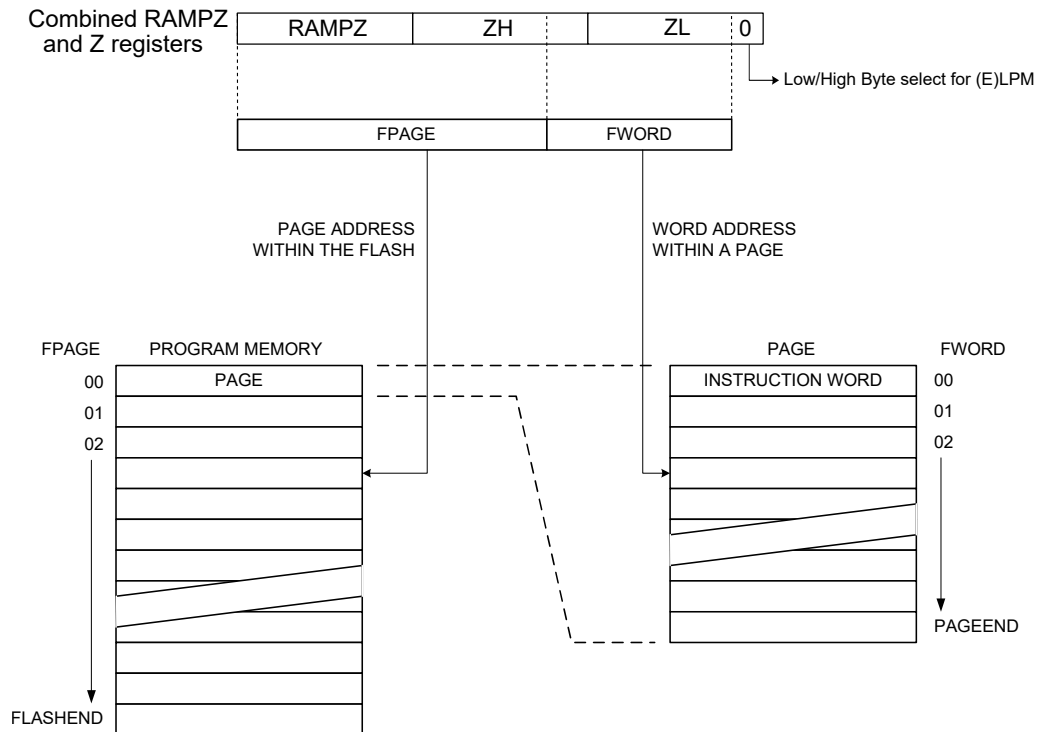 Combined RAMPZ
and Z registers
RAMPZ ZH ZL 0
Low/High Byte select for (E)LPM
FPAGE FWORD
PAGE ADDRESS
WITHIN THE FLASH
WORD ADDRESS
WITHIN A PAGE
FPAGE PROGRAM MEMORY PAGE FWORD
00 PAGE INSTRUCTION WORD 00
01 01
02 02
PAGEEND
FLASHEND